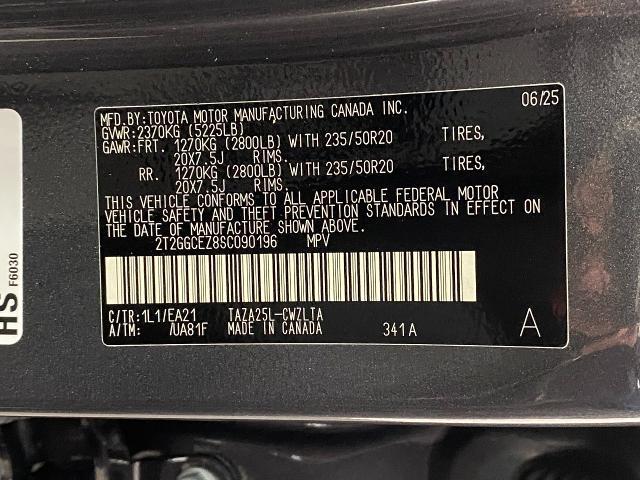 MFD.BY:TOYOTA MOTOR MANUFACTURING CANADA INC. 06/25
GVWR:2370KG (5225LB)
GAWR:FRT. 1270KG (2800LB) WITH 235/50R20 TIRES,
20X7.5J RIMS.
RR. 1270KG (2800LB) WITH 235/50R20 TIRES,
20X7.5J RIMS.
THIS VEHICLE CONFORMS TO ALL APPLICABLE FEDERAL MOTOR
VEHICLE SAFETY AND THEFT PREVENTION STANDARDS IN EFFECT ON
THE DATE OF MANUFACTURE SHOWN ABOVE.
2T2GGCEZ8SC090196 MPV
C/TR:1L1/EA21 TAZA25L-CWZLTA
A/TM: /UA81F MADE IN CANADA 341A A
HS
F6030